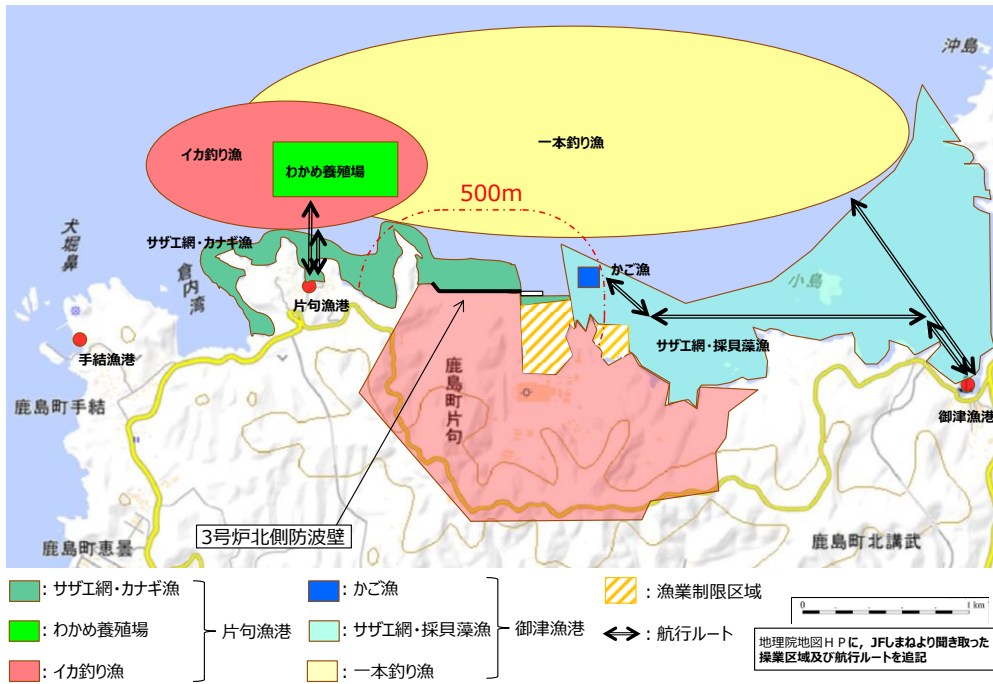 沖島
イカ釣り漁
わかめ養殖場
一本釣り漁
500m
サザエ網・カナギ漁
犬堀鼻
倉内湾
かご漁
小島
片句漁港
手結漁港
サザエ網・採貝藻漁
鹿島町片句
鹿島町手結
御津漁港
3号炉北側防波壁
鹿島町恵曇
鹿島町北講武
：サザエ網・カナギ漁
：わかめ養殖場
：イカ釣り漁
片句漁港
：かご漁
：サザエ網・採貝藻漁
：一本釣り漁
御津漁港
：漁業制限区域
：航行ルート
0 1 km
地理院地図ＨＰに，JFしまねより聞き取った
操業区域及び航行ルートを追記